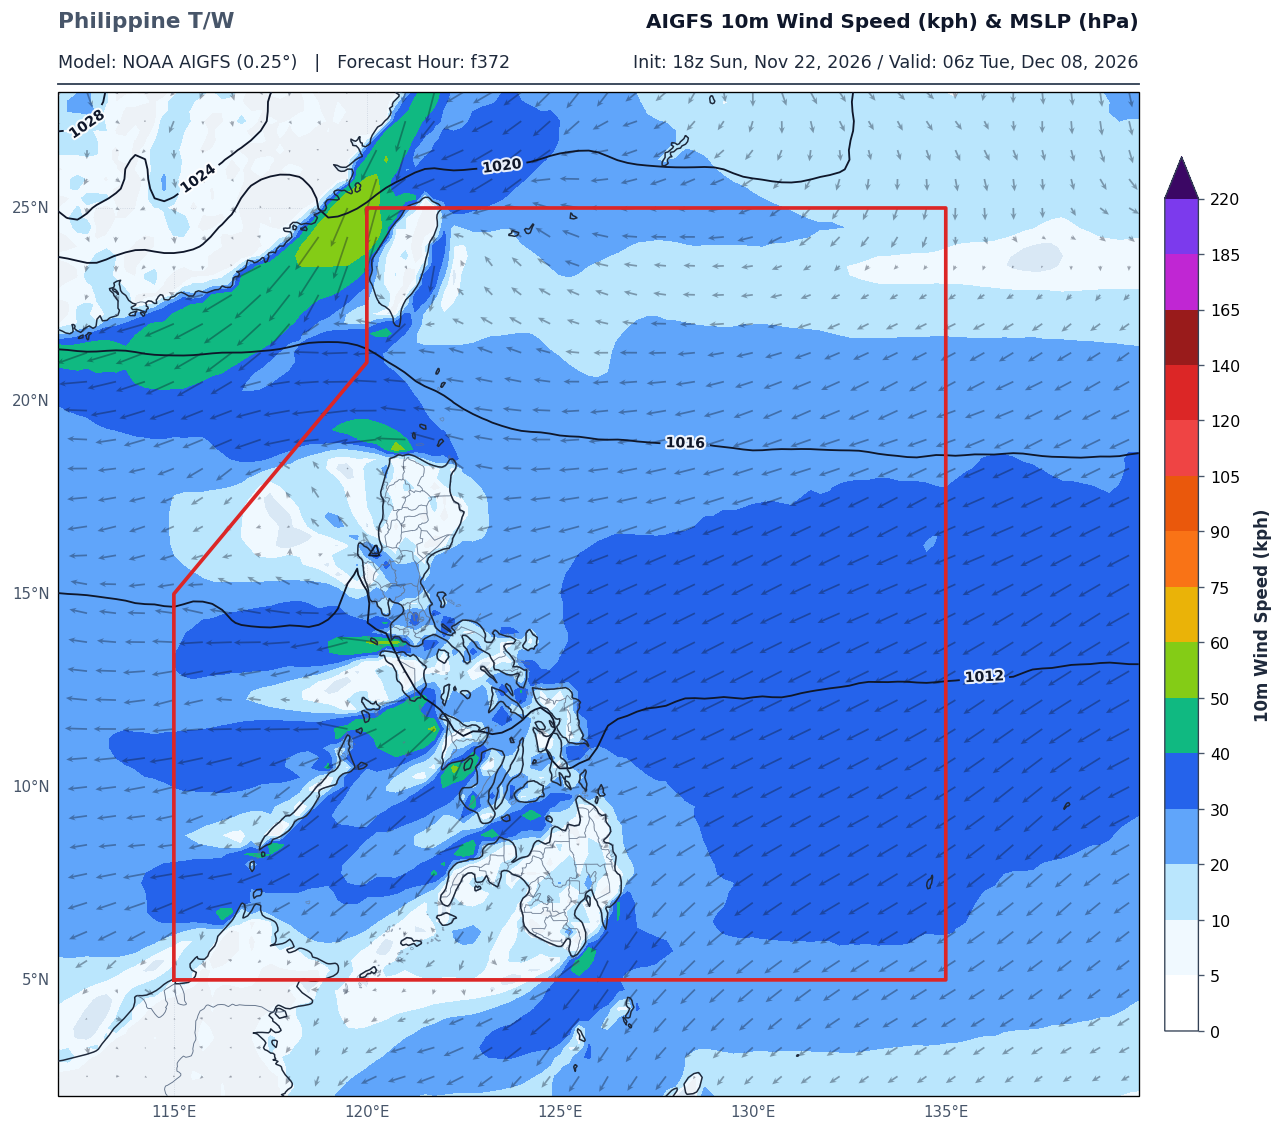 Philippine T/W
AIGFS 10m Wind Speed (kph) & MSLP (hPa)
Model: NOAA AIGFS (0.25°)   |   Forecast Hour: f372
Init: 18z Sun, Nov 22, 2026 / Valid: 06z Tue, Dec 08, 2026
1028
1024
1020
1016
1012
25°N
20°N
15°N
10°N
5°N
115°E
120°E
125°E
130°E
135°E
220
185
165
140
120
105
90
75
60
50
40
30
20
10
5
0
10m Wind Speed (kph)